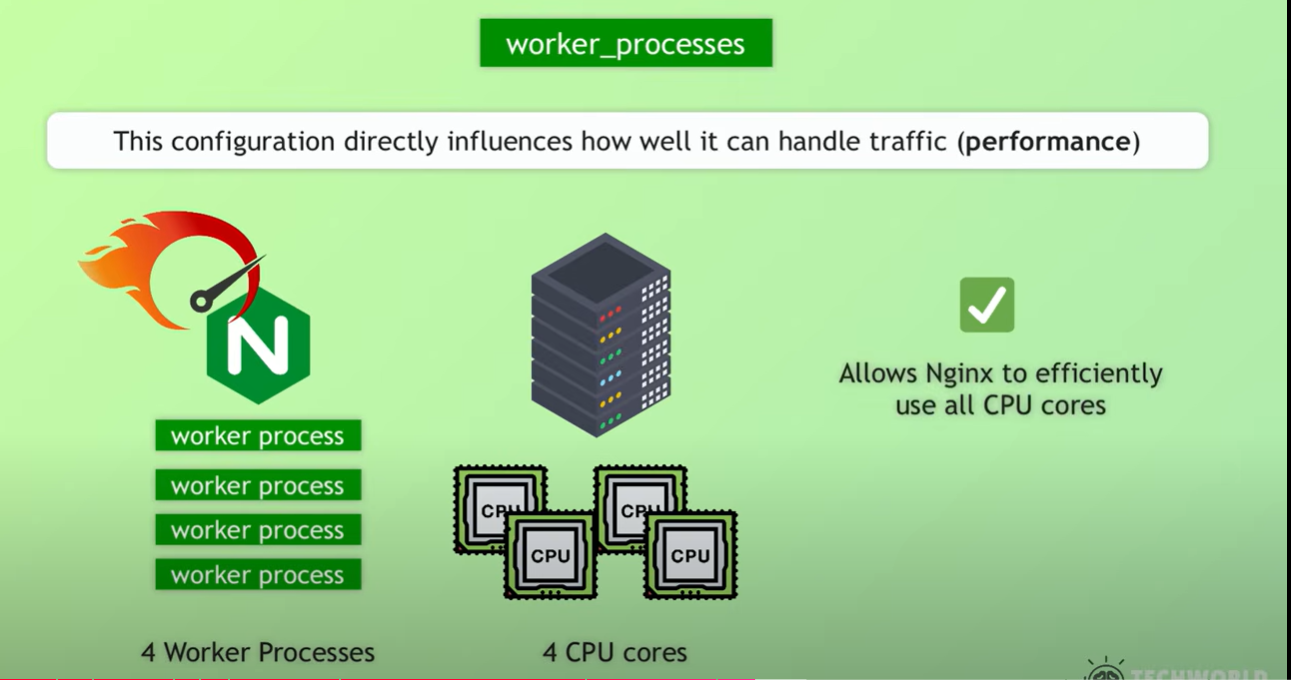 worker_processes
This configuration directly influences how well it can handle traffic (performance)
N
Allows Nginx to efficiently
use all CPU cores
worker process
worker process
worker process
worker process
CPU
CPU
CPU
CPU
4 Worker Processes
4 CPU cores
TECHWORLD